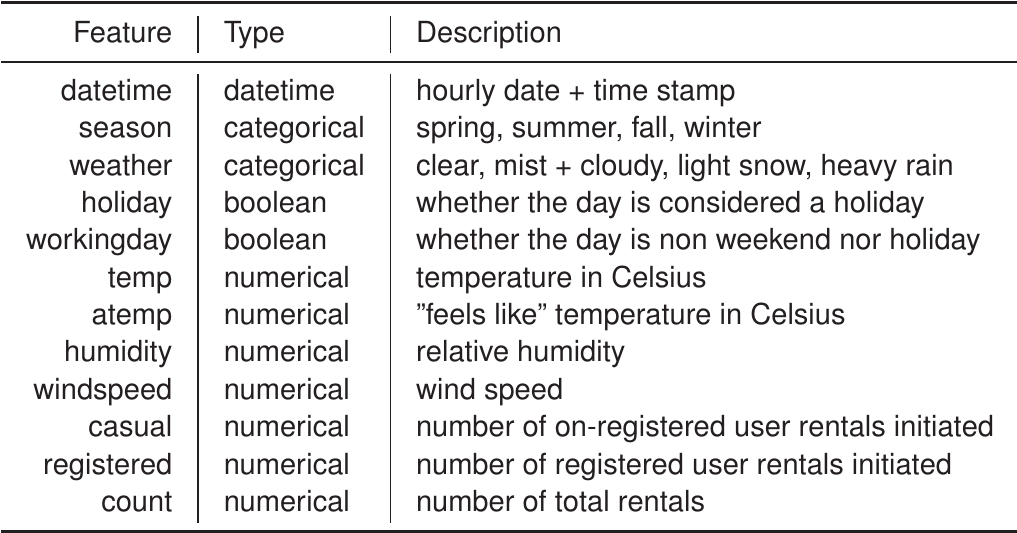 Feature Type Description
datetime datetime hourly date + time stamp
season categorical spring, summer, fall, winter
weather categorical clear, mist + cloudy, light snow, heavy rain
holiday boolean whether the day is considered a holiday
workingday boolean whether the day is non weekend nor holiday
temp numerical temperature in Celsius
atemp numerical ”feels like” temperature in Celsius
humidity numerical relative humidity
windspeed numerical wind speed
casual numerical number of on-registered user rentals initiated
registered numerical number of registered user rentals initiated
count numerical number of total rentals